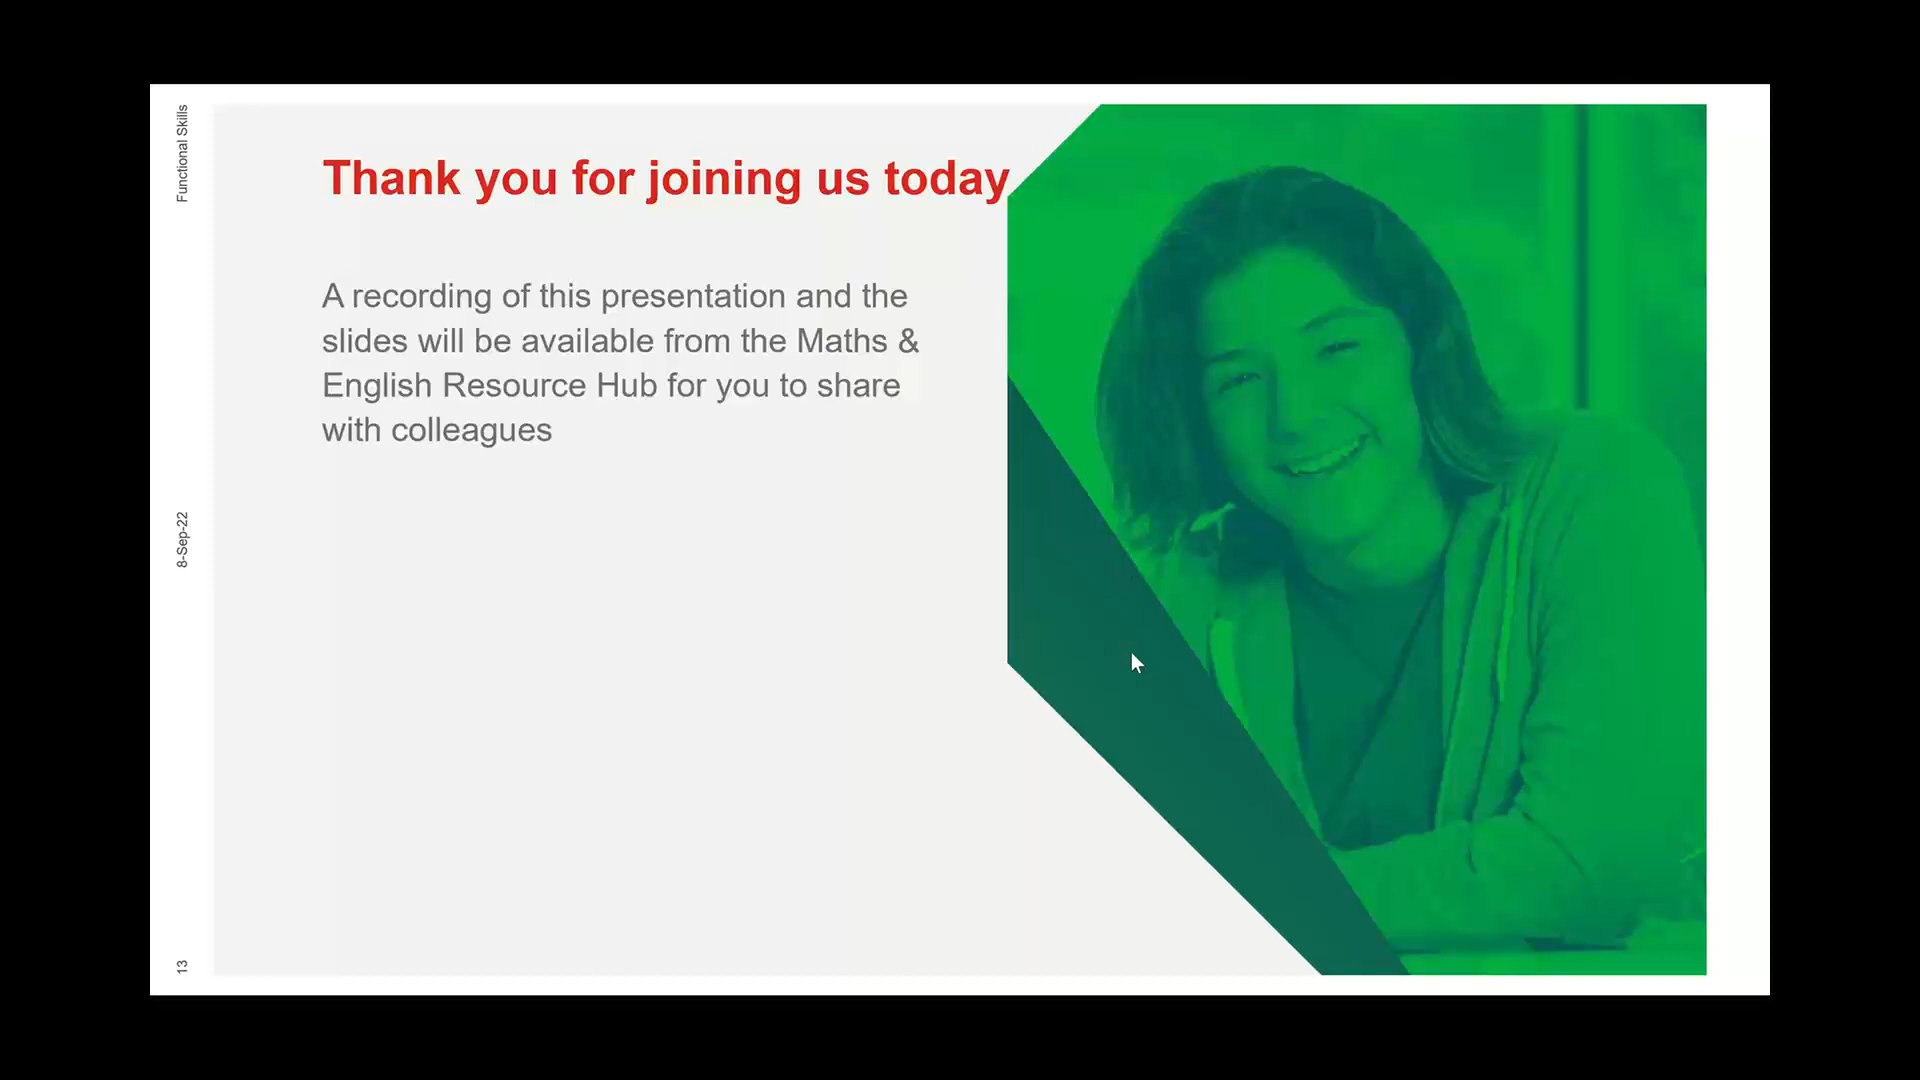 Functional Skills
8-Sep-22
13
Thank you for joining us today
A recording of this presentation and the
slides will be available from the Maths &
English Resource Hub for you to share
with colleagues